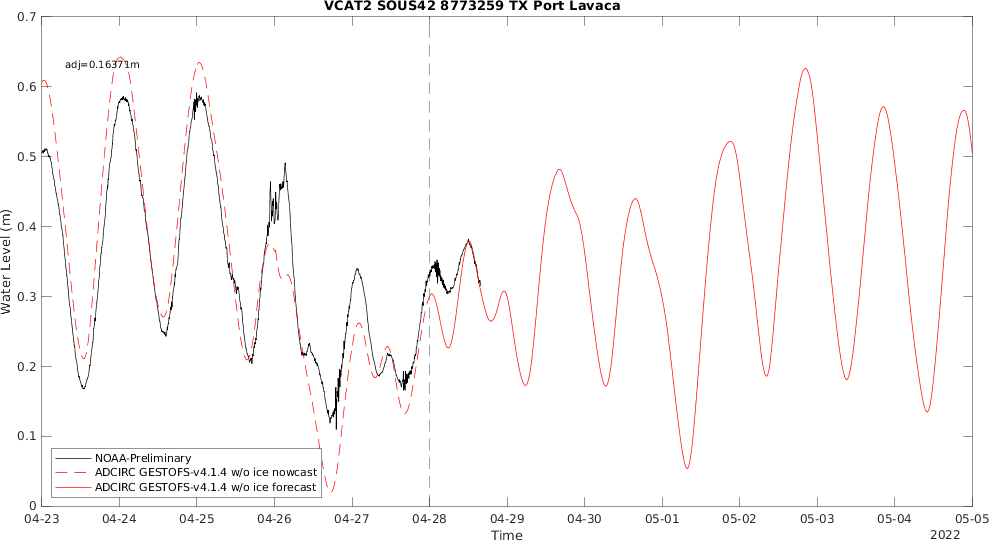 VCAT2 SOUS42 8773259 TX Port Lavaca
0.7
adj=0.16371m
0.6
0.5
0.4
Water Level (m)
0.3
0.2
0.1
NOAA-Preliminary
ADCIRC GESTOFS-v4.1.4 w/o ice nowcast
ADCIRC GESTOFS-v4.1.4 w/o ice forecast
0
04-23 04-24 04-25 04-26 04-27 04-28 04-29 04-30 05-01 05-02 05-03 05-04 05-05
Time
2022